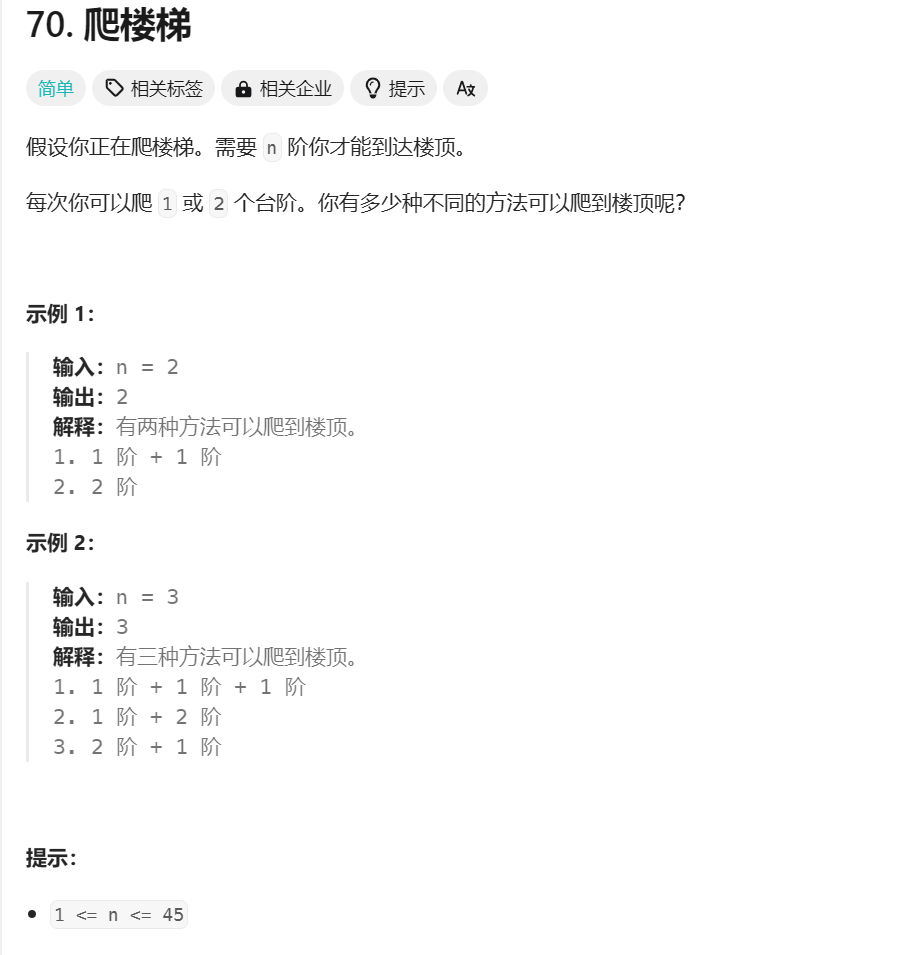 70. 爬楼梯
简单 相关标签 相关企业 提示 Aあ
假设你正在爬楼梯。需要 n 阶你才能到达楼顶。
每次你可以爬 1 或 2 个台阶。你有多少种不同的方法可以爬到楼顶呢?
示例 1：
输入：n = 2
输出：2
解释：有两种方法可以爬到楼顶。
1. 1 阶 + 1 阶
2. 2 阶
示例 2：
输入：n = 3
输出：3
解释：有三种方法可以爬到楼顶。
1. 1 阶 + 1 阶 + 1 阶
2. 1 阶 + 2 阶
3. 2 阶 + 1 阶
提示：
• 1 <= n <= 45